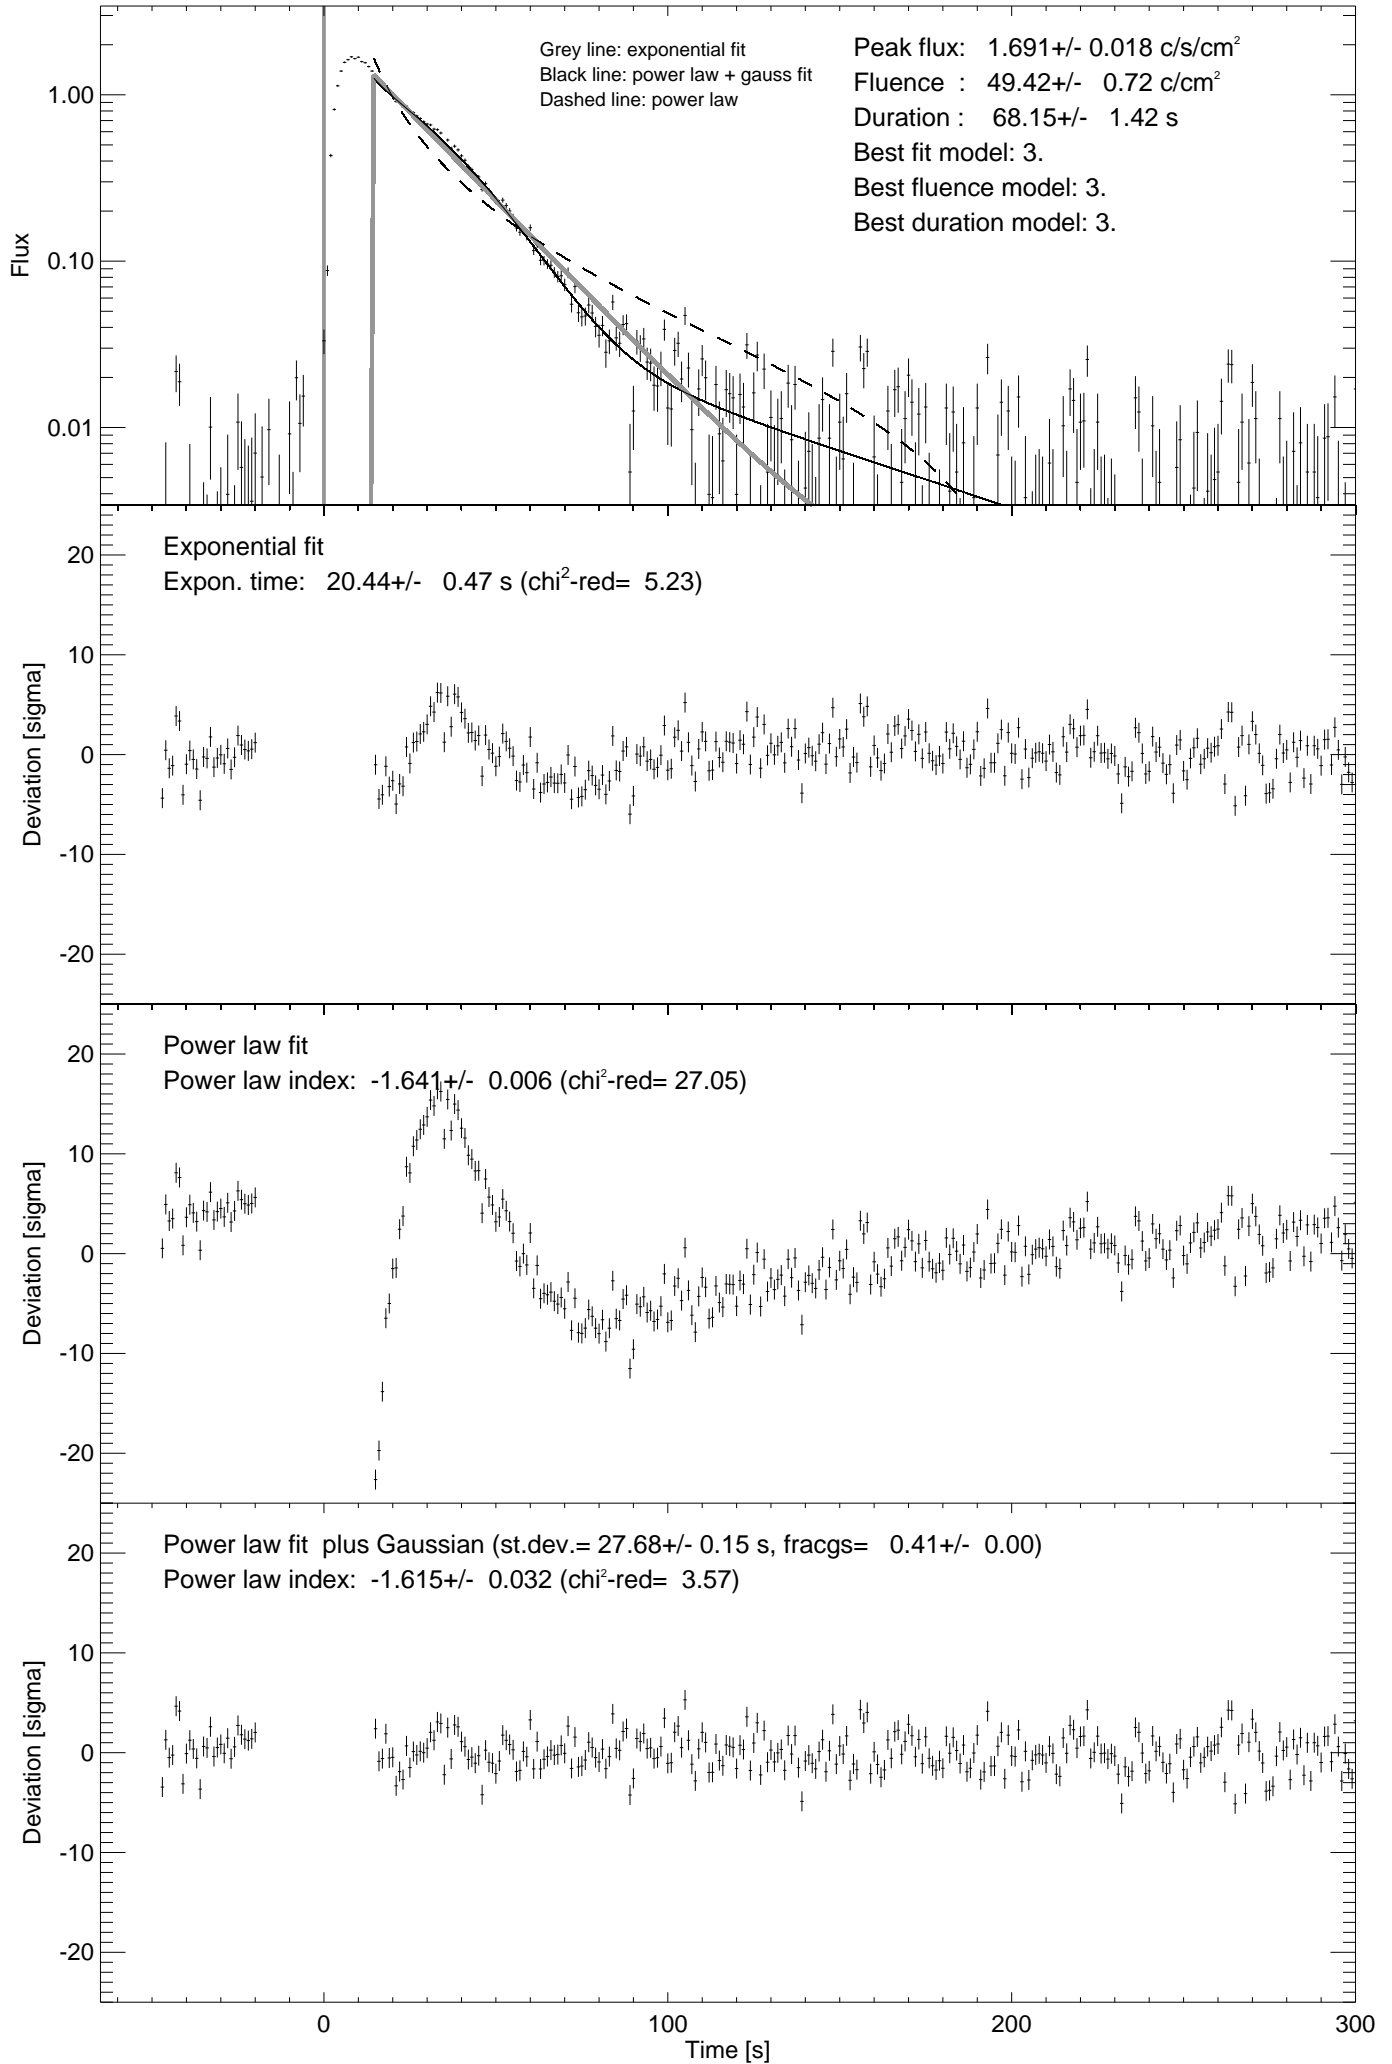 Grey line: exponential fit
Black line: power law + gauss fit
Dashed line: power law
Peak flux: 1.691+/- 0.018 c/s/cm²
Fluence : 49.42+/- 0.72 c/cm²
Duration : 68.15+/- 1.42 s
Best fit model: 3.
Best fluence model: 3.
Best duration model: 3.
1.00
0.10
0.01
Flux
Exponential fit
Expon. time: 20.44+/- 0.47 s (chi²-red= 5.23)
20
10
0
-10
-20
Deviation [sigma]
Power law fit
Power law index: -1.641+/- 0.006 (chi²-red= 27.05)
20
10
0
-10
-20
Deviation [sigma]
Power law fit plus Gaussian (st.dev.= 27.68+/- 0.15 s, fracgs= 0.41+/- 0.00)
Power law index: -1.615+/- 0.032 (chi²-red= 3.57)
20
10
0
-10
-20
Deviation [sigma]
0 100 200 300
Time [s]